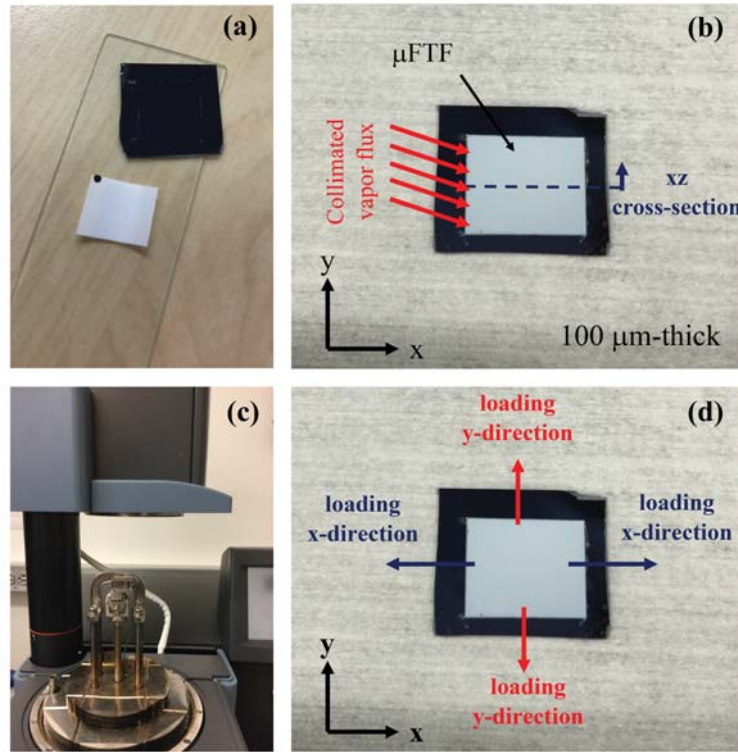 (a)
(b)
μFTF
Collimated
vapor flux
xz
cross-section
y
x
100 μm-thick
(c)
(d)
loading
y-direction
loading
x-direction
loading
x-direction
y
loading
y-direction
x